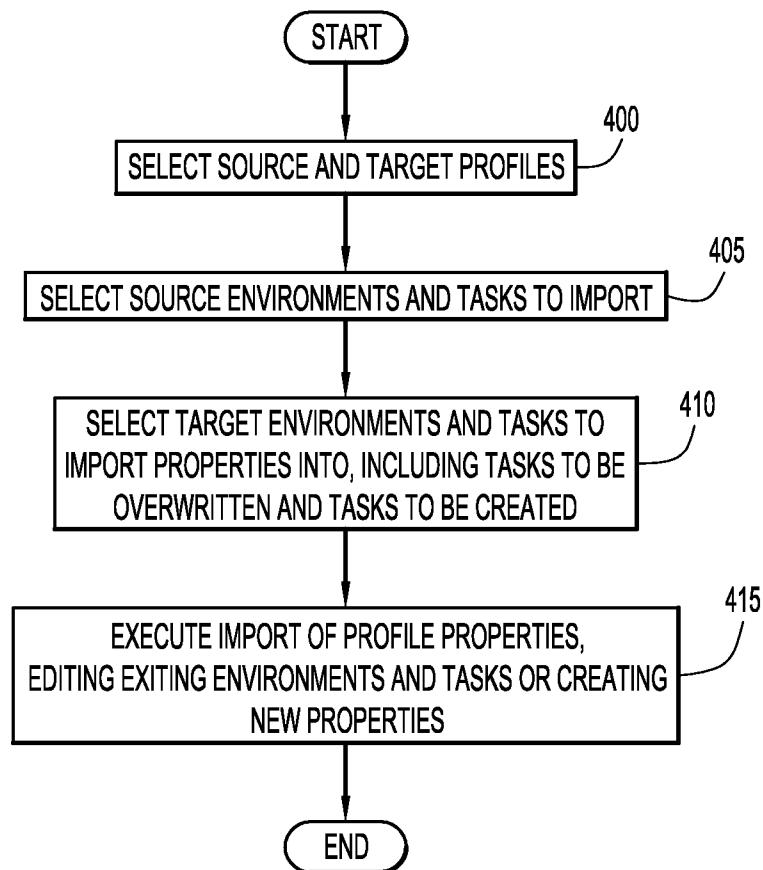 START
400
SELECT SOURCE AND TARGET PROFILES
405
SELECT SOURCE ENVIRONMENTS AND TASKS TO IMPORT
410
SELECT TARGET ENVIRONMENTS AND TASKS TO
IMPORT PROPERTIES INTO, INCLUDING TASKS TO BE
OVERWRITTEN AND TASKS TO BE CREATED
415
EXECUTE IMPORT OF PROFILE PROPERTIES,
EDITING EXITING ENVIRONMENTS AND TASKS OR CREATING
NEW PROPERTIES
END